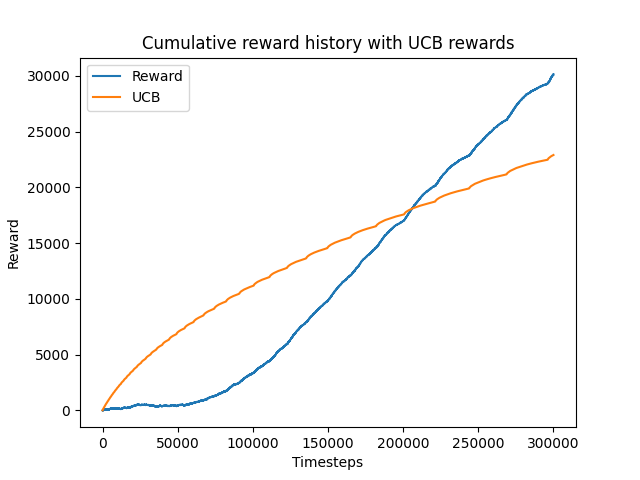 Cumulative reward history with UCB rewards
Reward
UCB
30000
25000
20000
15000
10000
5000
0
Reward
0 50000 100000 150000 200000 250000 300000
Timesteps